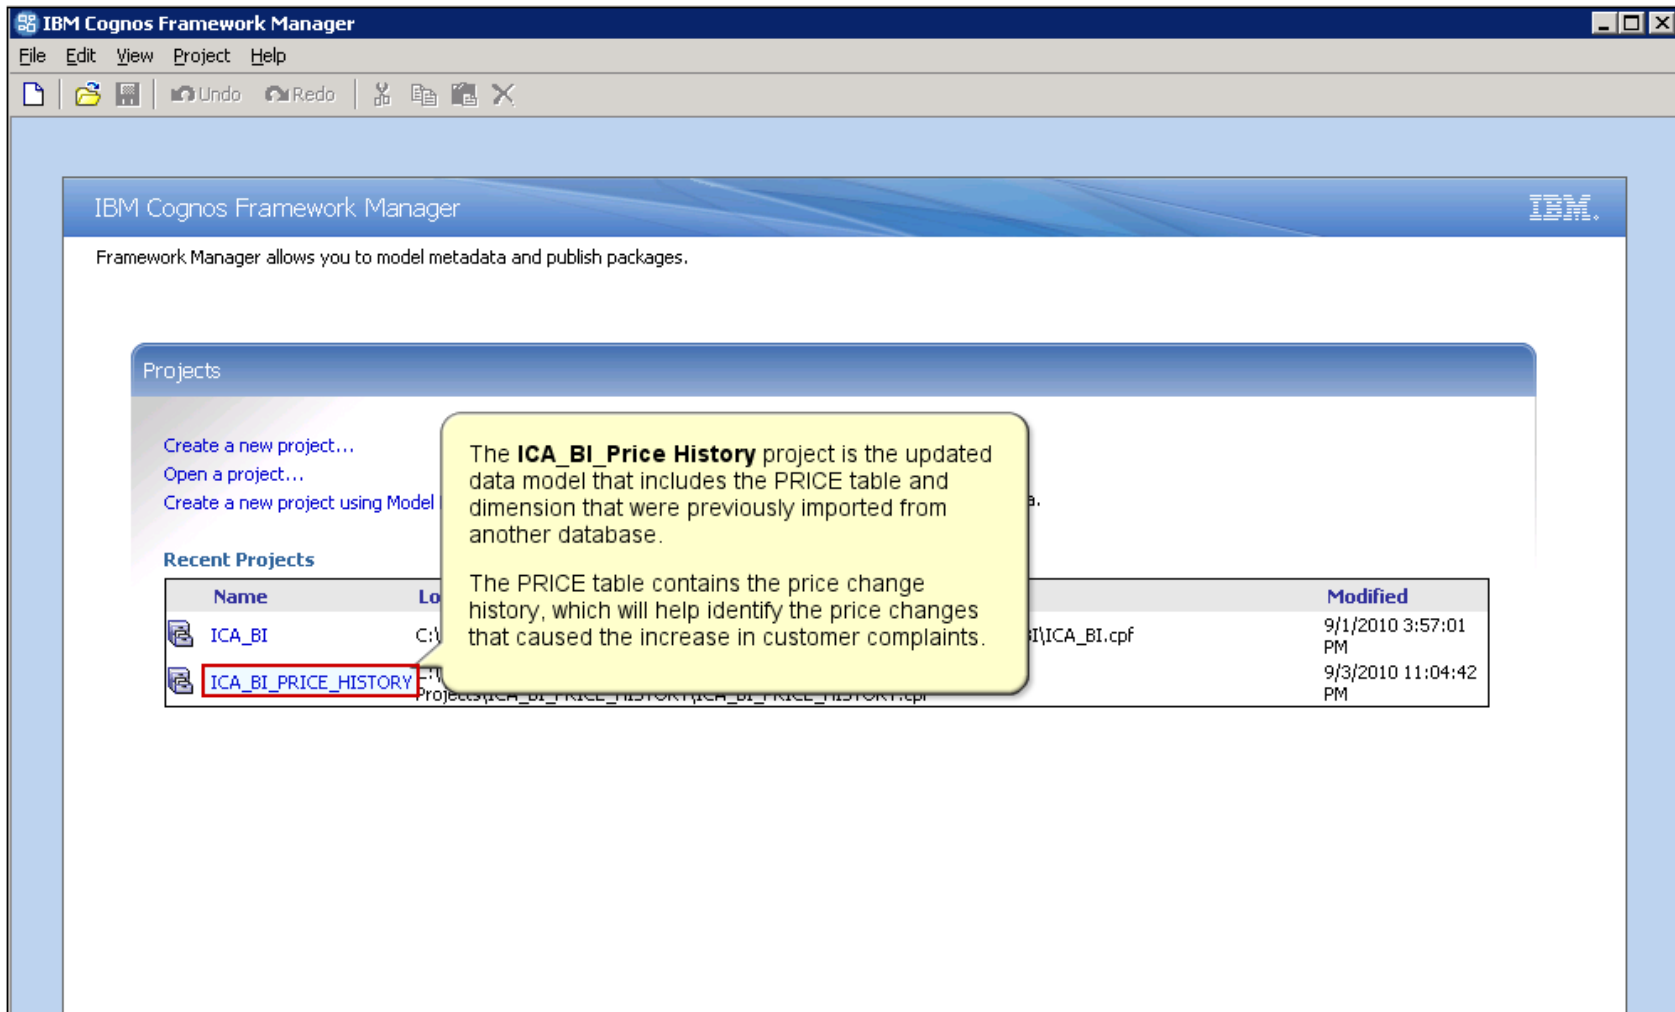 IBM Cognos Framework Manager
File Edit View Project Help
Undo Redo
IBM Cognos Framework Manager IBM.
Framework Manager allows you to model metadata and publish packages.
Projects
Create a new project...
Open a project...
Create a new project using Model
The ICA_BI_Price History project is the updated
data model that includes the PRICE table and
dimension that were previously imported from
another database.
The PRICE table contains the price change
history, which will help identify the price changes
that caused the increase in customer complaints.
Recent Projects
Name Lo Modified
ICA_BI C:\ I\ICA_BI.cpf 9/1/2010 3:57:01
PM
ICA_BI_PRICE_HISTORY 9/3/2010 11:04:42
PM